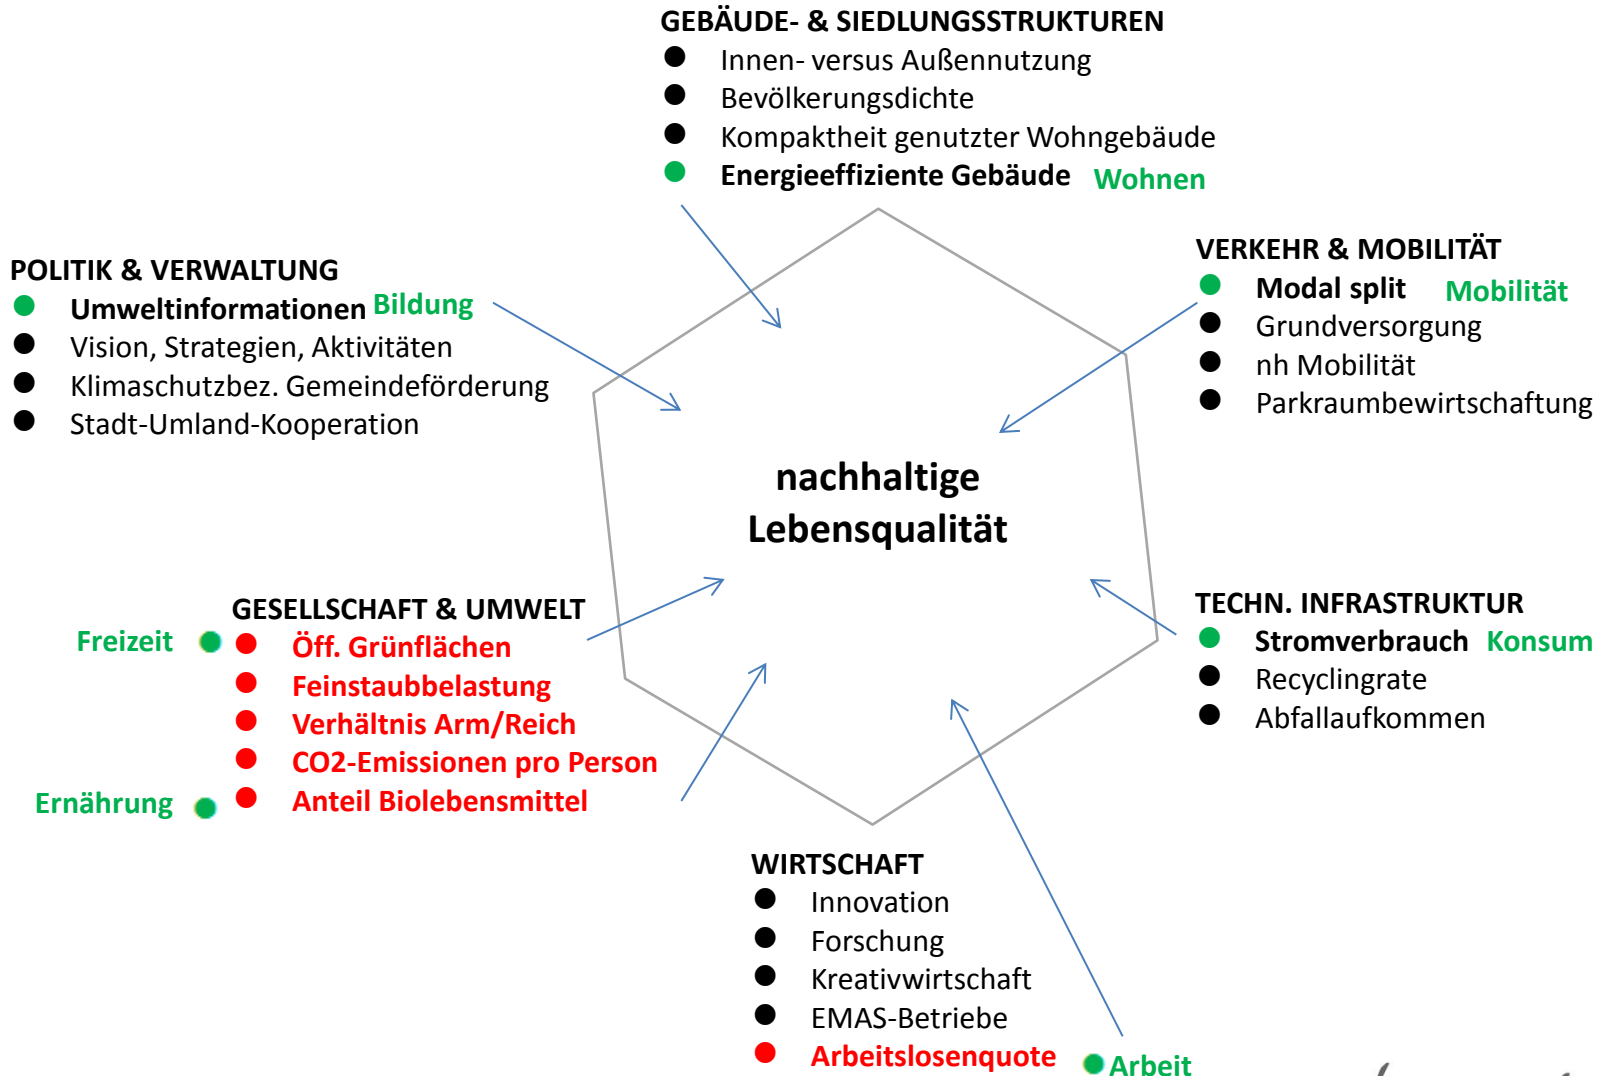 GEBÄUDE- & SIEDLUNGSSTRUKTUREN
Innen- versus Außennutzung
Bevölkerungsdichte
Kompaktheit genutzter Wohngebäude
Energieeffiziente Gebäude Wohnen
POLITIK & VERWALTUNG
Umweltinformationen Bildung
Vision, Strategien, Aktivitäten
Klimaschutzbez. Gemeindeförderung
Stadt-Umland-Kooperation
VERKEHR & MOBILITÄT
Modal split Mobilität
Grundversorgung
nh Mobilität
Parkraumbewirtschaftung
nachhaltige
Lebensqualität
GESELLSCHAFT & UMWELT
Freizeit Öff. Grünflächen
Feinstaubbelastung
Verhältnis Arm/Reich
CO2-Emissionen pro Person
Ernährung Anteil Biolebensmittel
TECHN. INFRASTRUKTUR
Stromverbrauch Konsum
Recyclingrate
Abfallaufkommen
WIRTSCHAFT
Innovation
Forschung
Kreativwirtschaft
EMAS-Betriebe
Arbeitslosenquote Arbeit